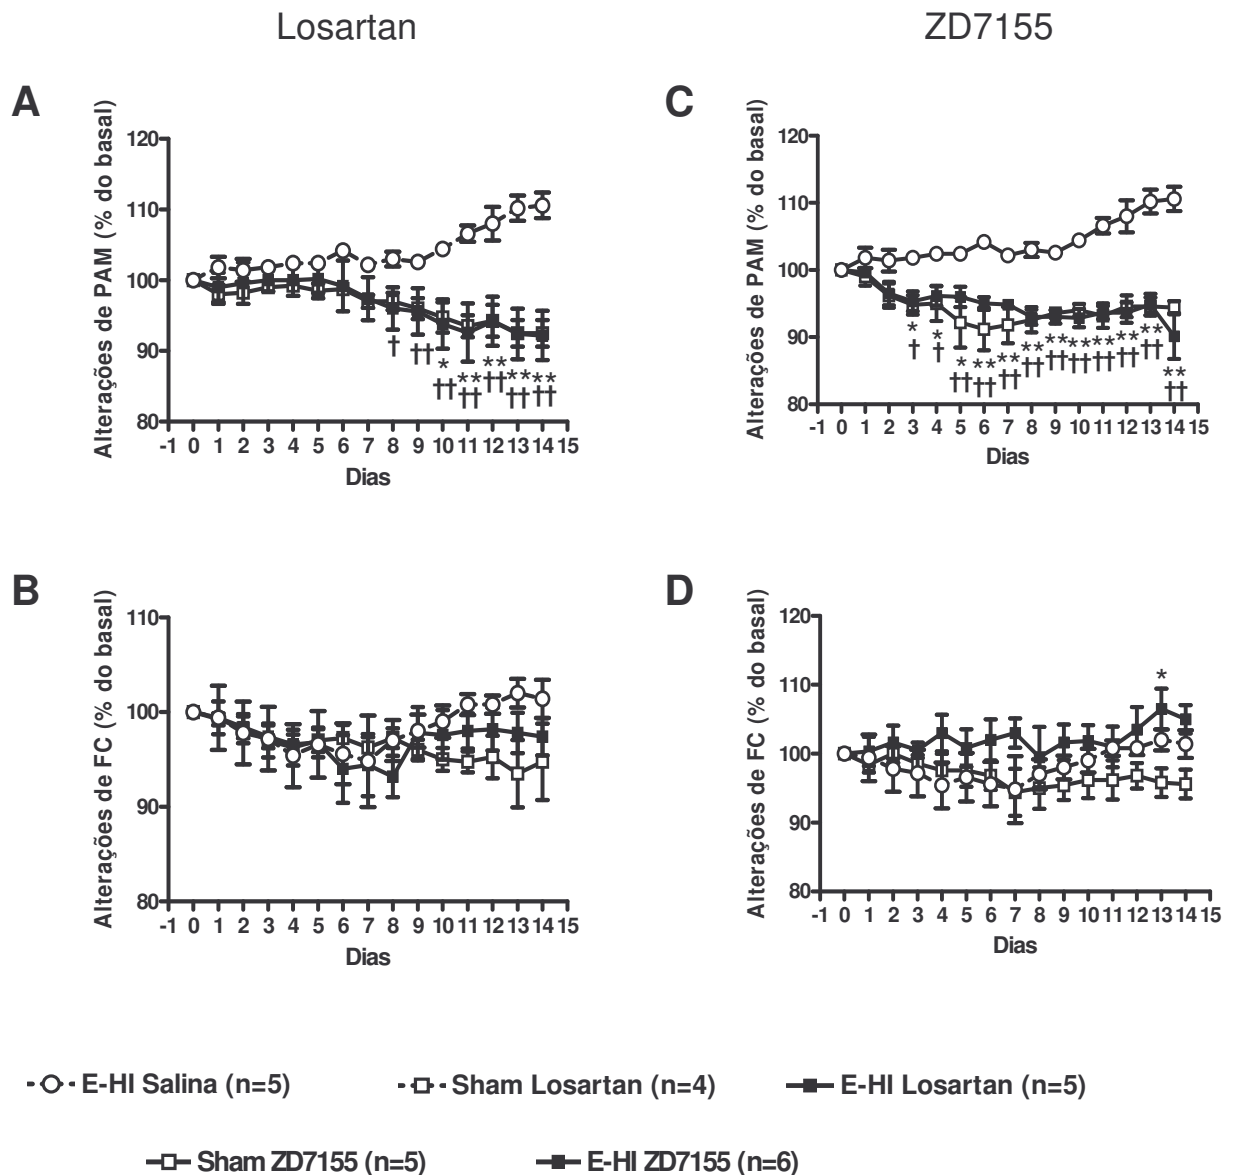 Losartan
ZD7155
A
Alterações de PAM (% do basal)
120
110
100
90
80
† †† * †† ** †† ** †† ** †† ** ††
-1 0 1 2 3 4 5 6 7 8 9 10 11 12 13 14 15
Dias
C
Alterações de PAM (% do basal)
120
110
100
90
80
* † * † * †† ** †† ** †† ** †† ** †† ** †† ** †† ** †† ** †† ** ††
-1 0 1 2 3 4 5 6 7 8 9 10 11 12 13 14 15
Dias
B
Alterações de FC (% do basal)
110
100
90
80
-1 0 1 2 3 4 5 6 7 8 9 10 11 12 13 14 15
Dias
D
Alterações de FC (% do basal)
120
110
100
90
80
*
-1 0 1 2 3 4 5 6 7 8 9 10 11 12 13 14 15
Dias
E-HI Salina (n=5)
Sham Losartan (n=4)
E-HI Losartan (n=5)
Sham ZD7155 (n=5)
E-HI ZD7155 (n=6)